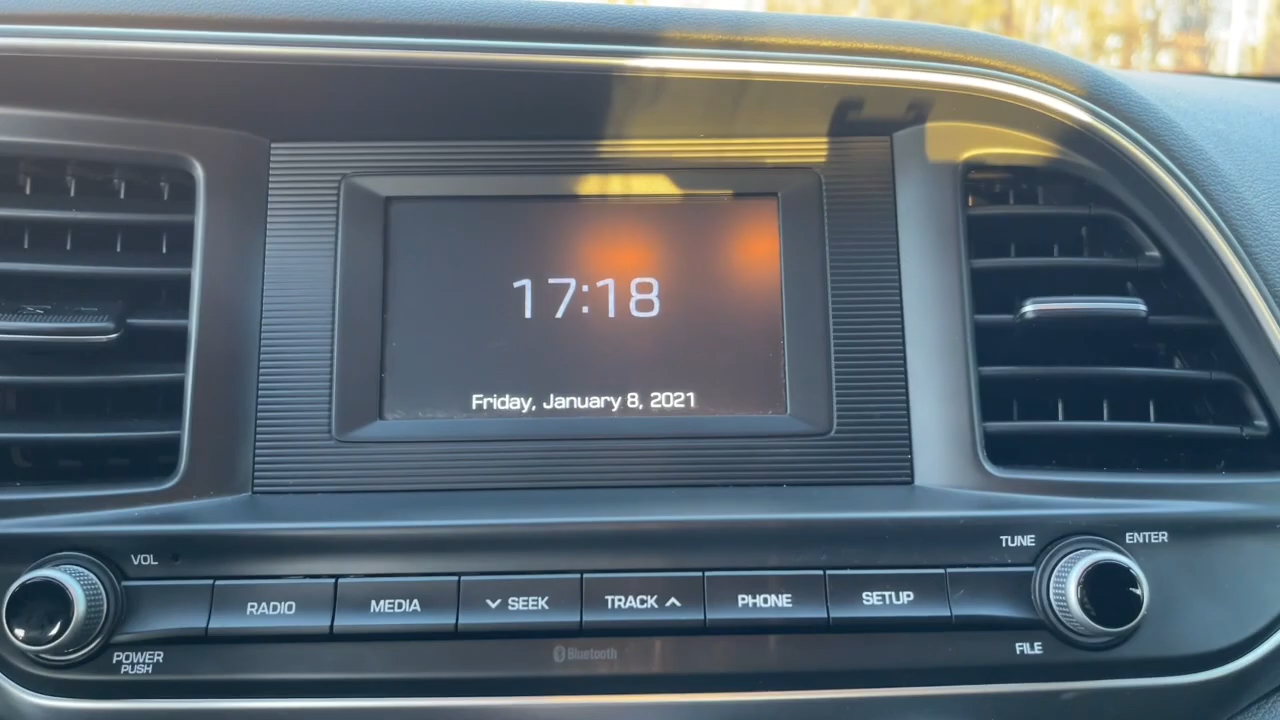 17:18
Friday, January 8, 2021
VOL
TUNE
ENTER
RADIO
MEDIA
SEEK
TRACK
PHONE
SETUP
POWER
PUSH
Bluetooth
FILE